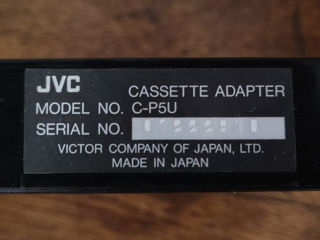 JVC
CASSETTE ADAPTER
MODEL NO. C-P5U
SERIAL NO.
VICTOR COMPANY OF JAPAN, LTD.
MADE IN JAPAN